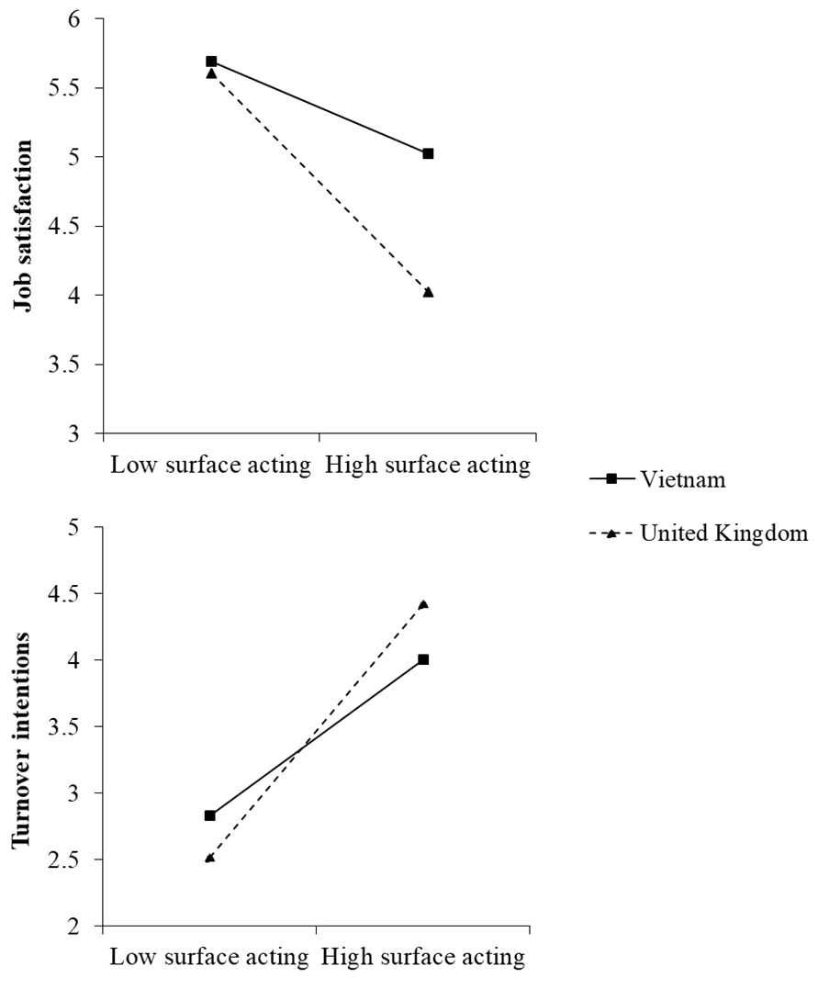 6
5.5
5
4.5
4
3.5
3
Job satisfaction
Low surface acting High surface acting
Vietnam
United Kingdom
5
4.5
4
3.5
3
2.5
2
Turnover intentions
Low surface acting High surface acting